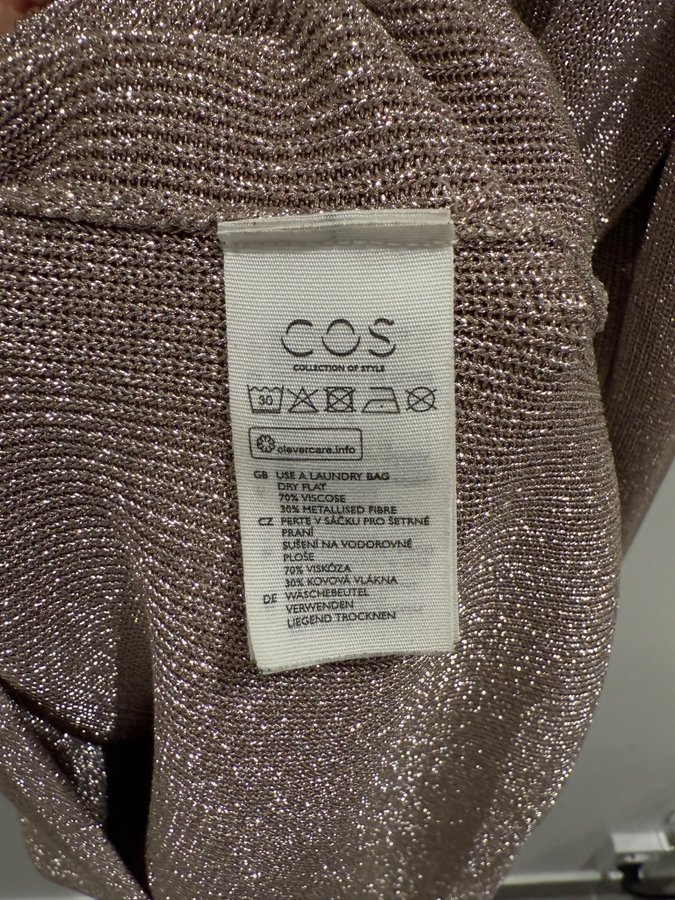 COS
COLLECTION OF STYLE
30
clevercare.info
GB USE A LAUNDRY BAG
DRY FLAT
70% VISCOSE
30% METALLISED FIBRE
CZ PERTE V SÁČKU PRO ŠETRNÉ
PRANÍ
SUŠENÍ NA VODOROVNÉ
PLOŠE
70% VISKÓZA
30% KOVOVÁ VLÁKNA
DE WÄSCHEBEUTEL
VERWENDEN
LIEGEND TROCKNEN